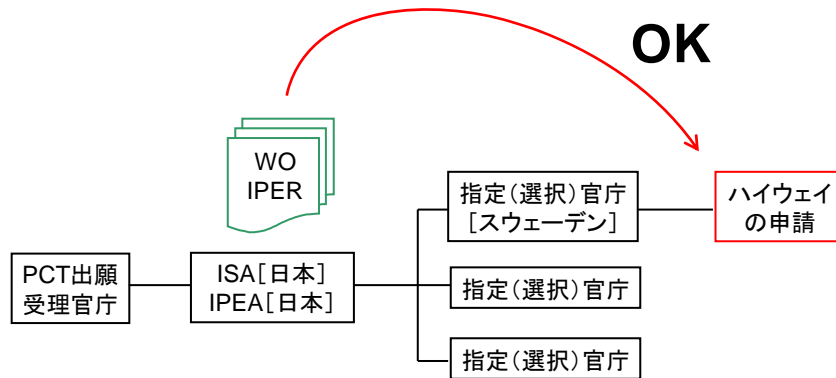 OK
WO
IPER
指定(選択)官庁
[スウェーデン]
ハイウェイ
の申請
PCT出願
受理官庁
ISA[日本]
IPEA[日本]
指定(選択)官庁
指定(選択)官庁